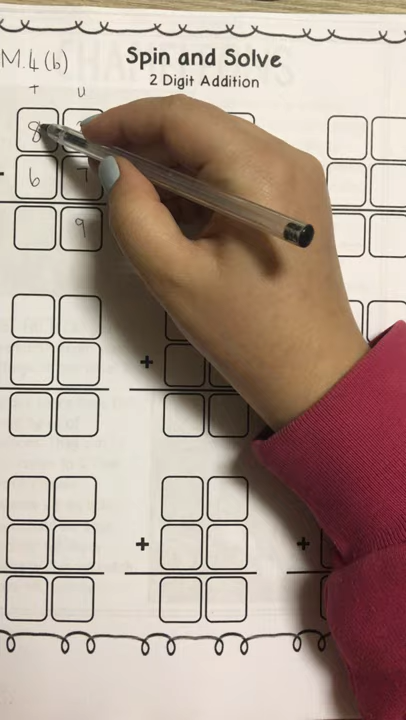 M.4(b)
Spin and Solve
2 Digit Addition
T U
8
6 7
9
+
+ +